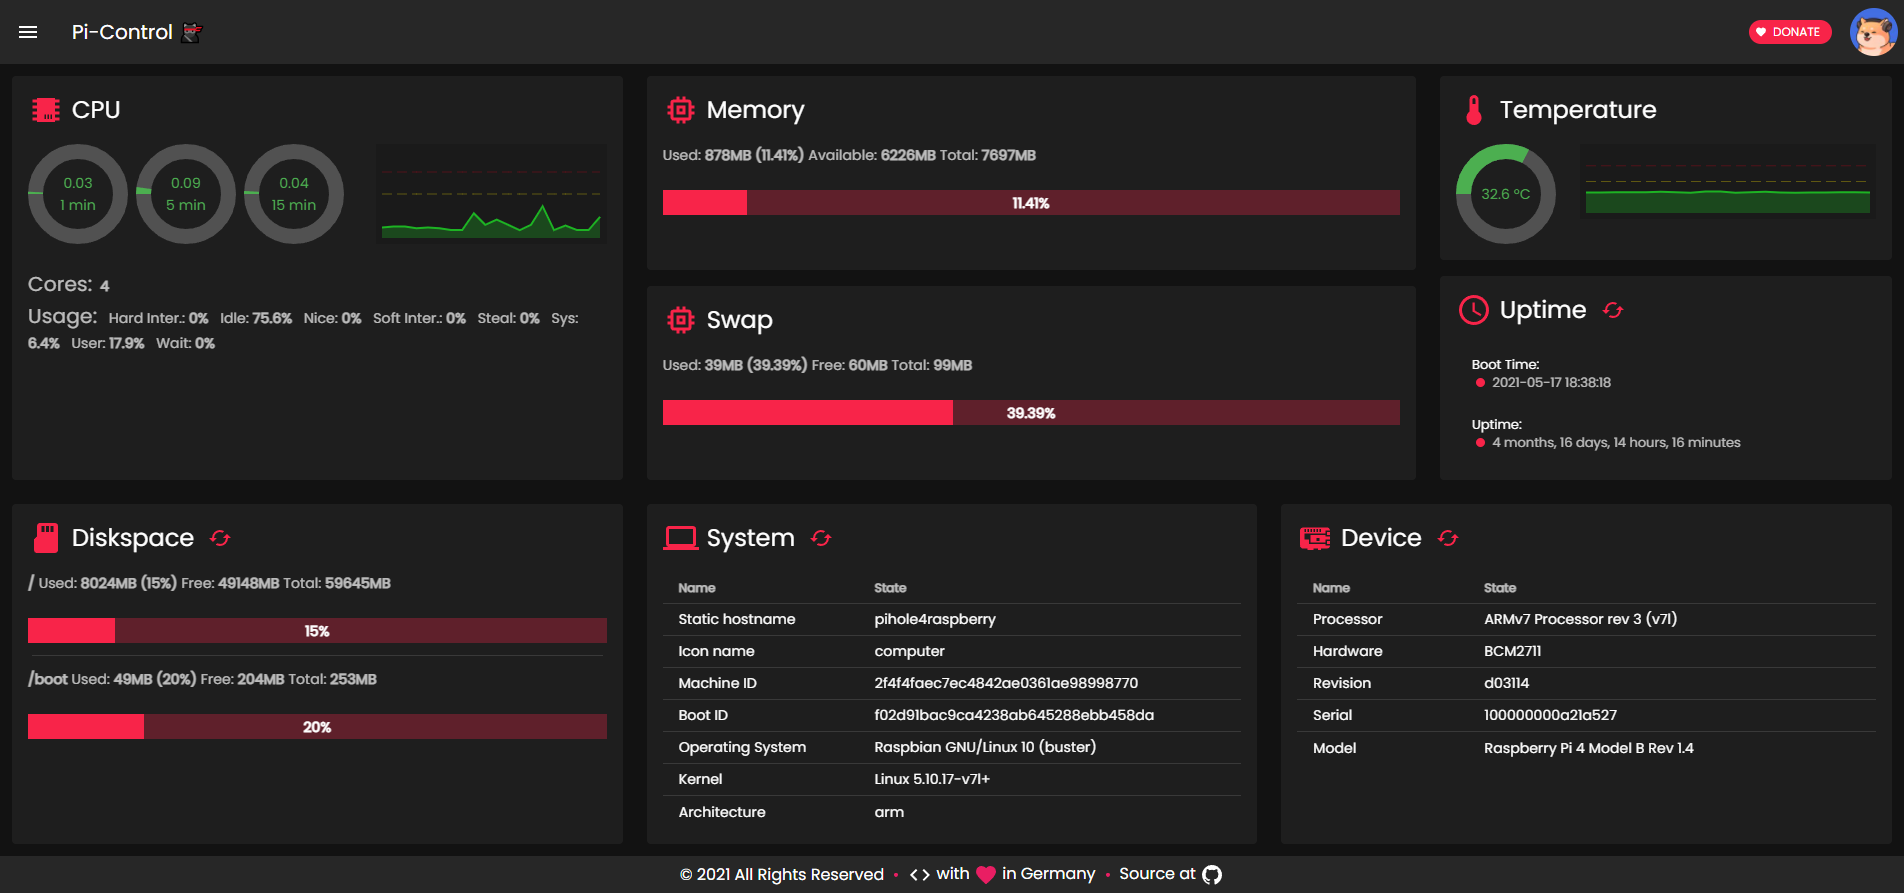 Pi-Control
DONATE
CPU
0.03
1 min
0.09
5 min
0.04
15 min
Cores: 4
Usage: Hard Inter.: 0% Idle: 75.6% Nice: 0% Soft Inter.: 0% Steal: 0% Sys:
6.4% User: 17.9% Wait: 0%
Memory
Used: 878MB (11.41%) Available: 6226MB Total: 7697MB
11.41%
Swap
Used: 39MB (39.39%) Free: 60MB Total: 99MB
39.39%
Temperature
32.6 °C
Uptime
Boot Time:
2021-05-17 18:38:18
Uptime:
4 months, 16 days, 14 hours, 16 minutes
Diskspace
/ Used: 8024MB (15%) Free: 49148MB Total: 59645MB
15%
/boot Used: 49MB (20%) Free: 204MB Total: 253MB
20%
System
Name State
Static hostname pihole4raspberry
Icon name computer
Machine ID 2f4f4faec7ec4842ae0361ae98998770
Boot ID f02d91bac9ca4238ab645288ebb458da
Operating System Raspbian GNU/Linux 10 (buster)
Kernel Linux 5.10.17-v7l+
Architecture arm
Device
Name State
Processor ARMv7 Processor rev 3 (v7l)
Hardware BCM2711
Revision d03114
Serial 100000000a21a527
Model Raspberry Pi 4 Model B Rev 1.4
© 2021 All Rights Reserved • <> with ♥ in Germany • Source at